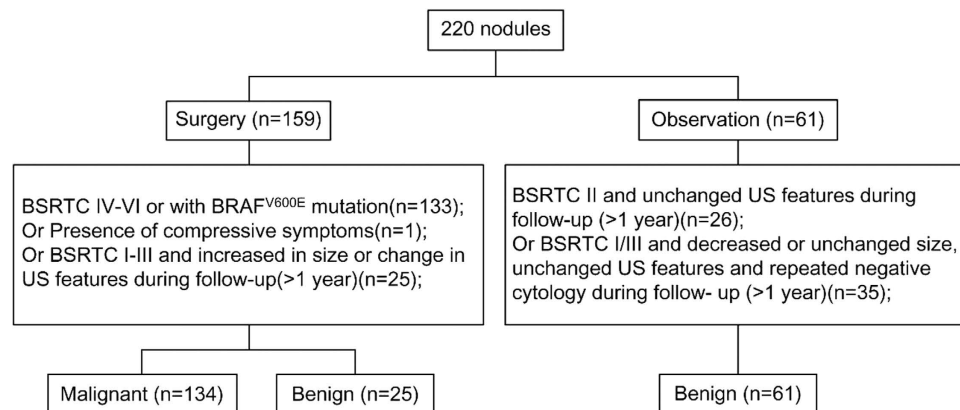 220 nodules
Surgery (n=159)
Observation (n=61)
BSRTC IV-VI or with BRAF^V600E mutation(n=133);
Or Presence of compressive symptoms(n=1);
Or BSRTC I-III and increased in size or change in
US features during follow-up(>1 year)(n=25);
BSRTC II and unchanged US features during
follow-up (>1 year)(n=26);
Or BSRTC I/III and decreased or unchanged size,
unchanged US features and repeated negative
cytology during follow- up (>1 year)(n=35);
Malignant (n=134)
Benign (n=25)
Benign (n=61)